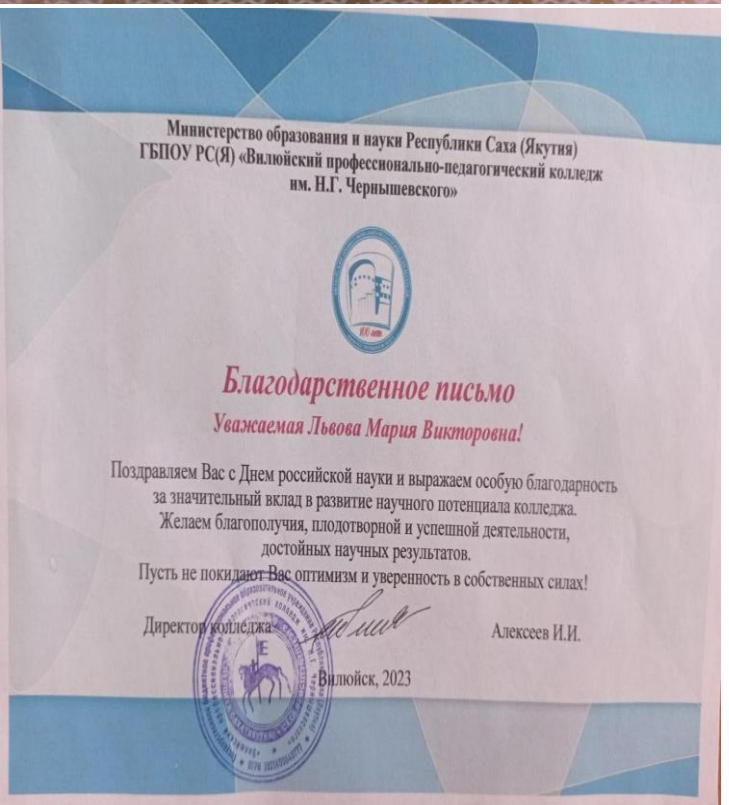 Министерство образования и науки Республики Саха (Якутия)
ГБПОУ РС(Я) «Вилюйский профессионально-педагогический колледж
им. Н.Г. Чернышевского»
100 лет
Благодарственное письмо
Уважаемая Львова Мария Викторовна!
Поздравляем Вас с Днем российской науки и выражаем особую благодарность
за значительный вклад в развитие научного потенциала колледжа.
Желаем благополучия, плодотворной и успешной деятельности,
достойных научных результатов.
Пусть не покидают Вас оптимизм и уверенность в собственных силах!
Директор колледжа
Алексеев И.И.
Вилюйск, 2023